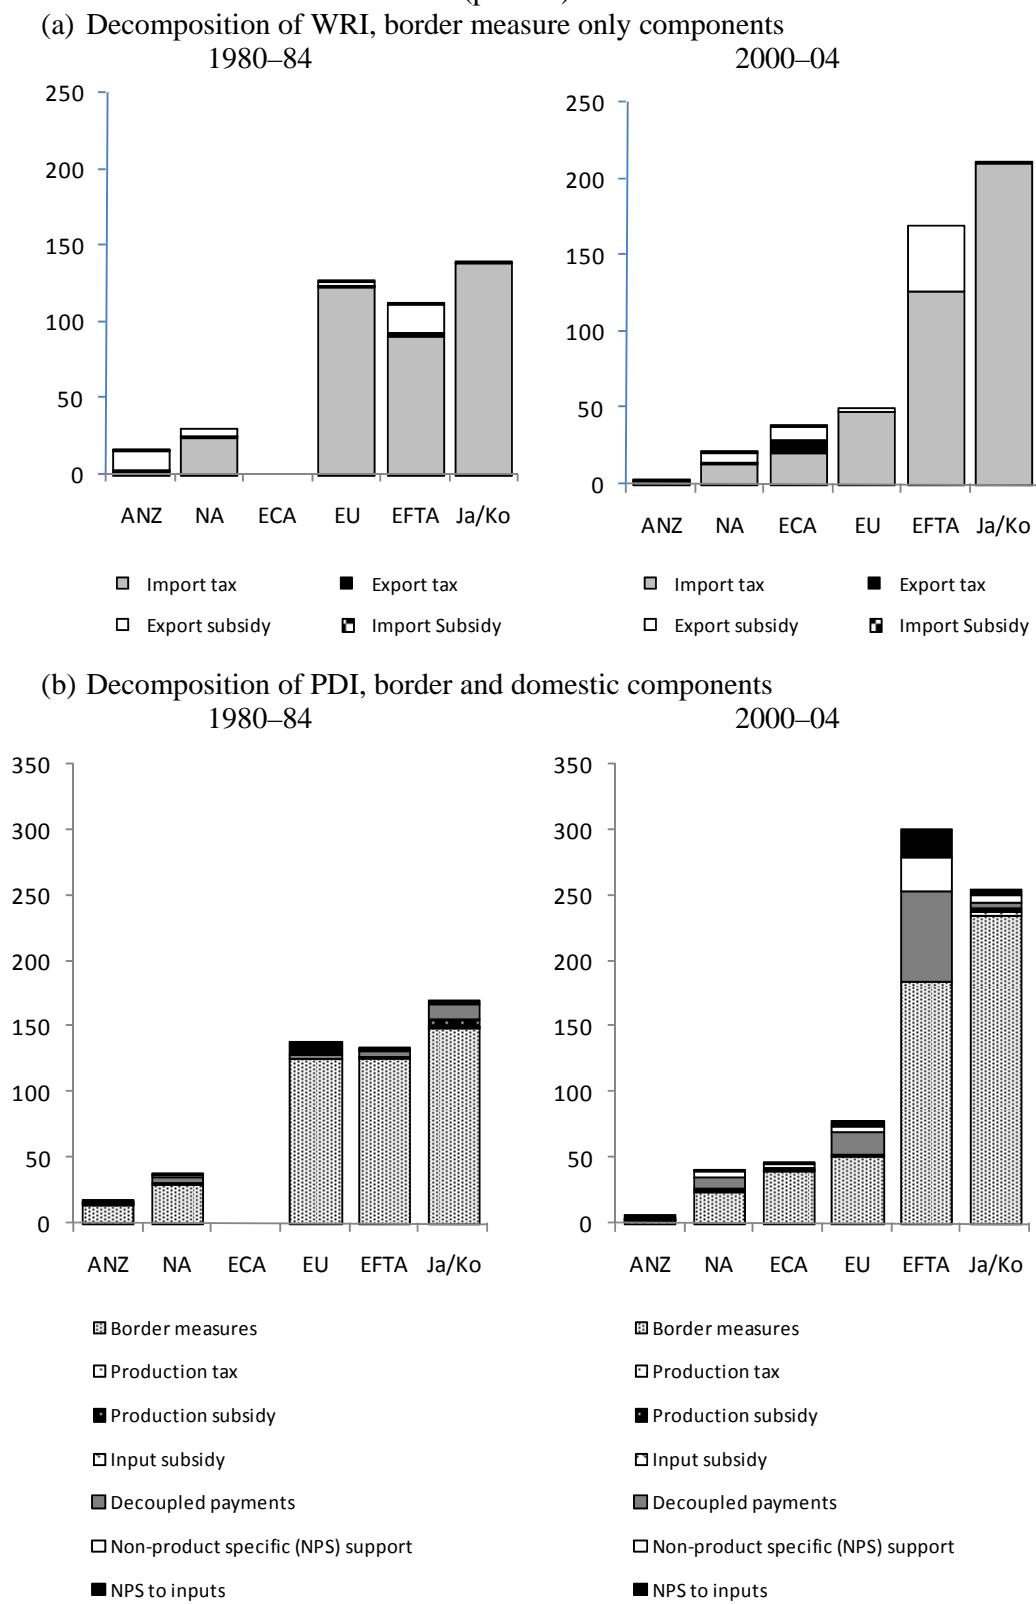 (a) Decomposition of WRI, border measure only components
1980–84 2000–04
250
200
150
100
50
0
ANZ NA ECA EU EFTA Ja/Ko
Import tax Export tax
Export subsidy Import Subsidy
250
200
150
100
50
0
ANZ NA ECA EU EFTA Ja/Ko
Import tax Export tax
Export subsidy Import Subsidy
(b) Decomposition of PDI, border and domestic components
1980–84 2000–04
350
300
250
200
150
100
50
0
ANZ NA ECA EU EFTA Ja/Ko
Border measures
Production tax
Production subsidy
Input subsidy
Decoupled payments
Non-product specific (NPS) support
NPS to inputs
350
300
250
200
150
100
50
0
ANZ NA ECA EU EFTA Ja/Ko
Border measures
Production tax
Production subsidy
Input subsidy
Decoupled payments
Non-product specific (NPS) support
NPS to inputs